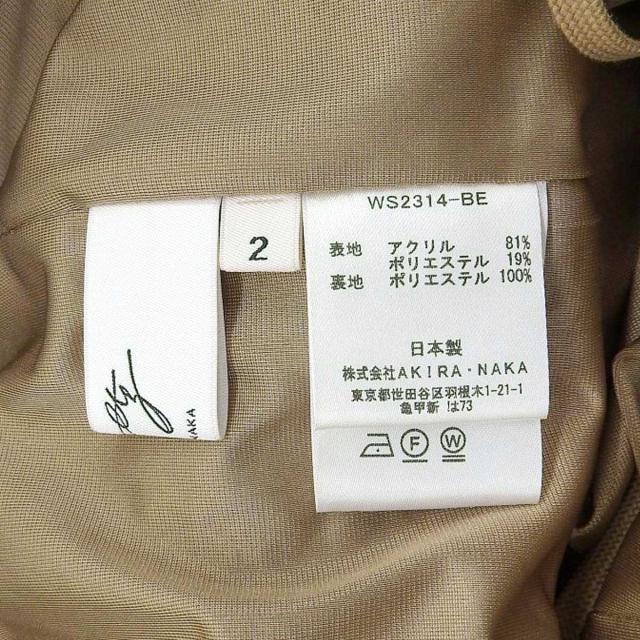 WS2314-BE
表地 アクリル 81%
ポリエステル 19%
裏地 ポリエステル 100%
日本製
株式会社AKIRA・NAKA
東京都世田谷区羽根木1-21-1
亀甲新 は73
F W
2
NAKA